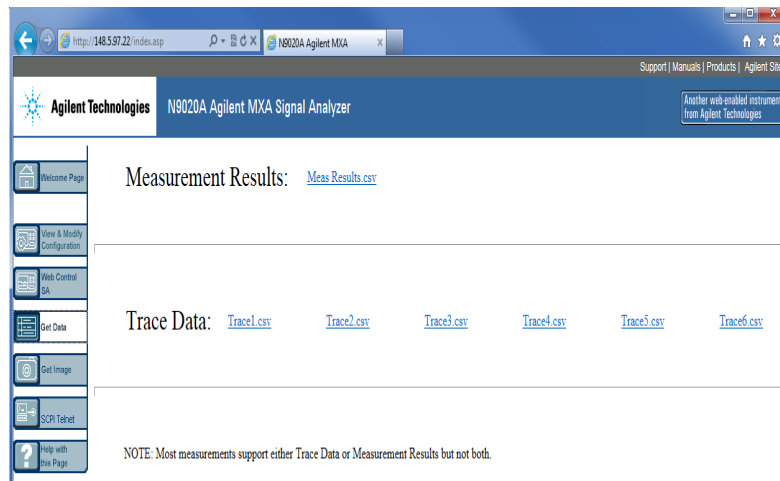 http://148.5.97.22/index.asp
N9020A Agilent MXA
Support | Manuals | Products | Agilent Site
Agilent Technologies
N9020A Agilent MXA Signal Analyzer
Another web-enabled instrument
from Agilent Technologies
Welcome Page
View & Modify
Configuration
Web Control
SA
Get Data
Get Image
SCPI Telnet
Help with
this Page
Measurement Results: Meas Results.csv
Trace Data: Trace1.csv Trace2.csv Trace3.csv Trace4.csv Trace5.csv Trace6.csv
NOTE: Most measurements support either Trace Data or Measurement Results but not both.